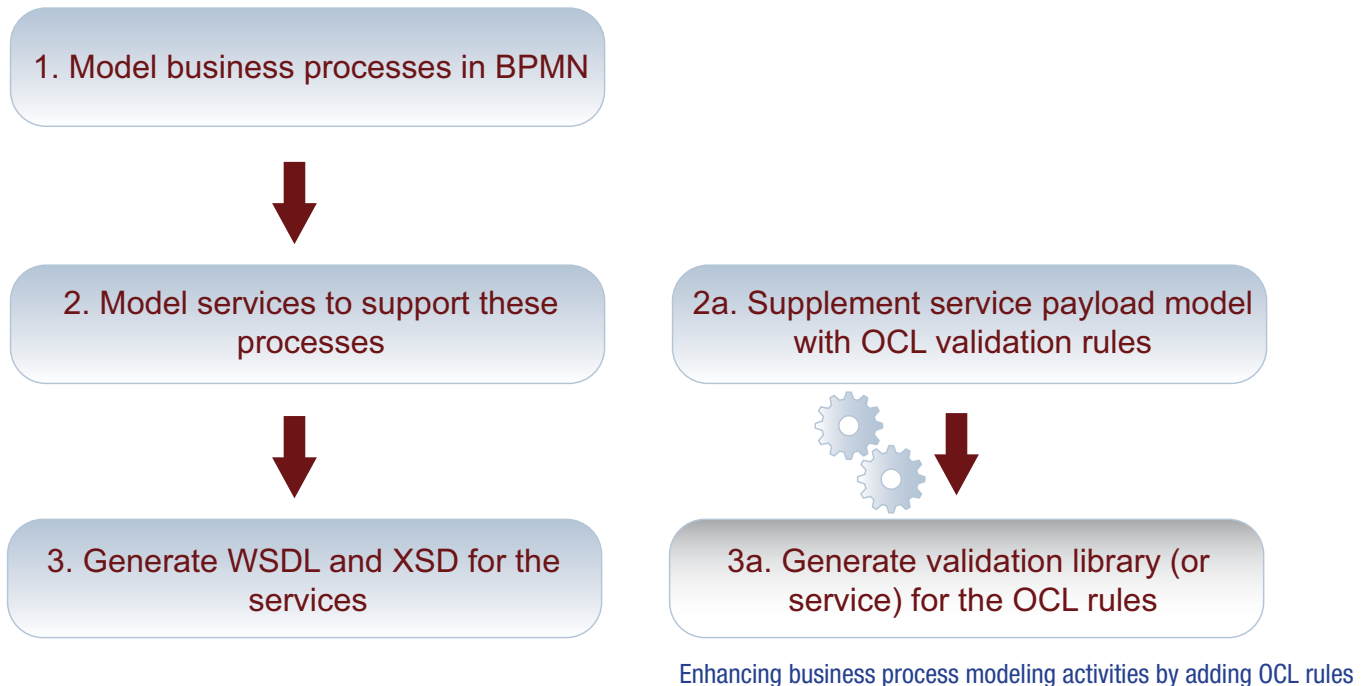 1. Model business processes in BPMN
2. Model services to support these
processes
2a. Supplement service payload model
with OCL validation rules
3. Generate WSDL and XSD for the
services
3a. Generate validation library (or
service) for the OCL rules
Enhancing business process modeling activities by adding OCL rules